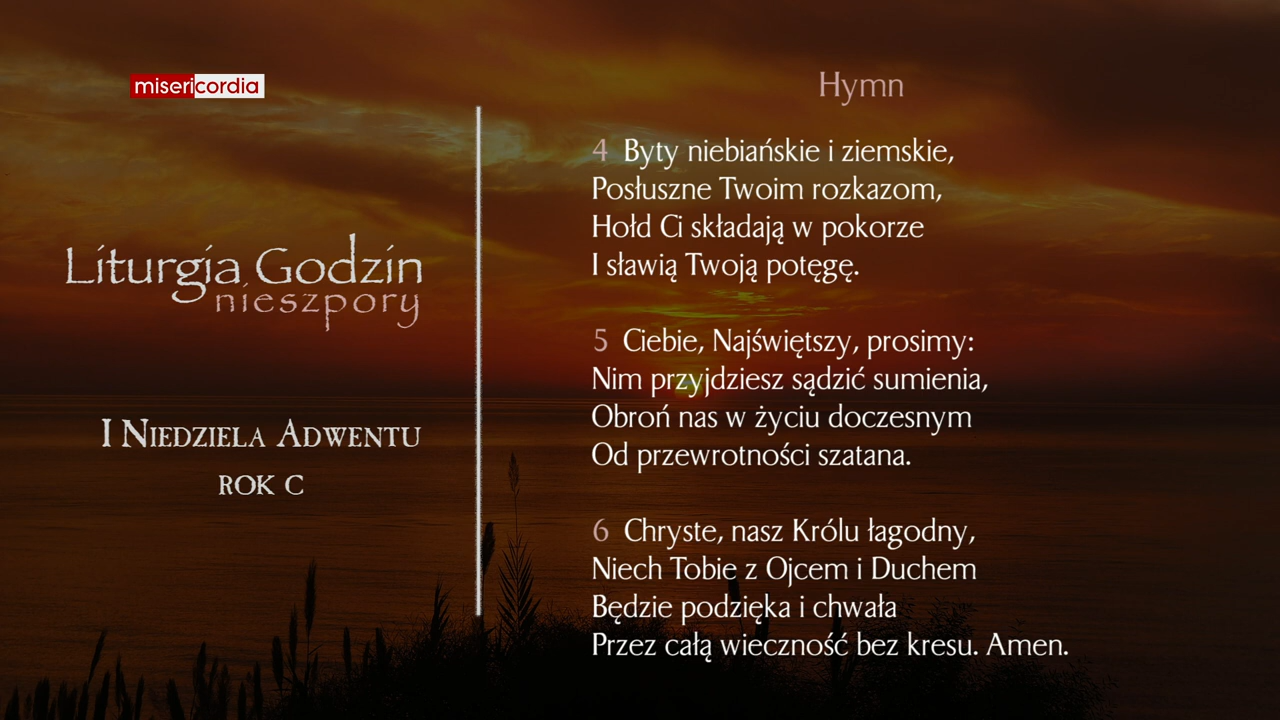 misericordia
Liturgia Godzin
nieszpory
I Niedziela Adwentu
rok C
Hymn
4 Byty niebiańskie i ziemskie,
Posłuszne Twoim rozkazom,
Hołd Ci składają w pokorze
I sławią Twoją potęgę.
5 Ciebie, Najświętszy, prosimy:
Nim przyjdziesz sądzić sumienia,
Obroń nas w życiu doczesnym
Od przewrotności szatana.
6 Chryste, nasz Królu łagodny,
Niech Tobie z Ojcem i Duchem
Będzie podzięka i chwała
Przez całą wieczność bez kresu. Amen.